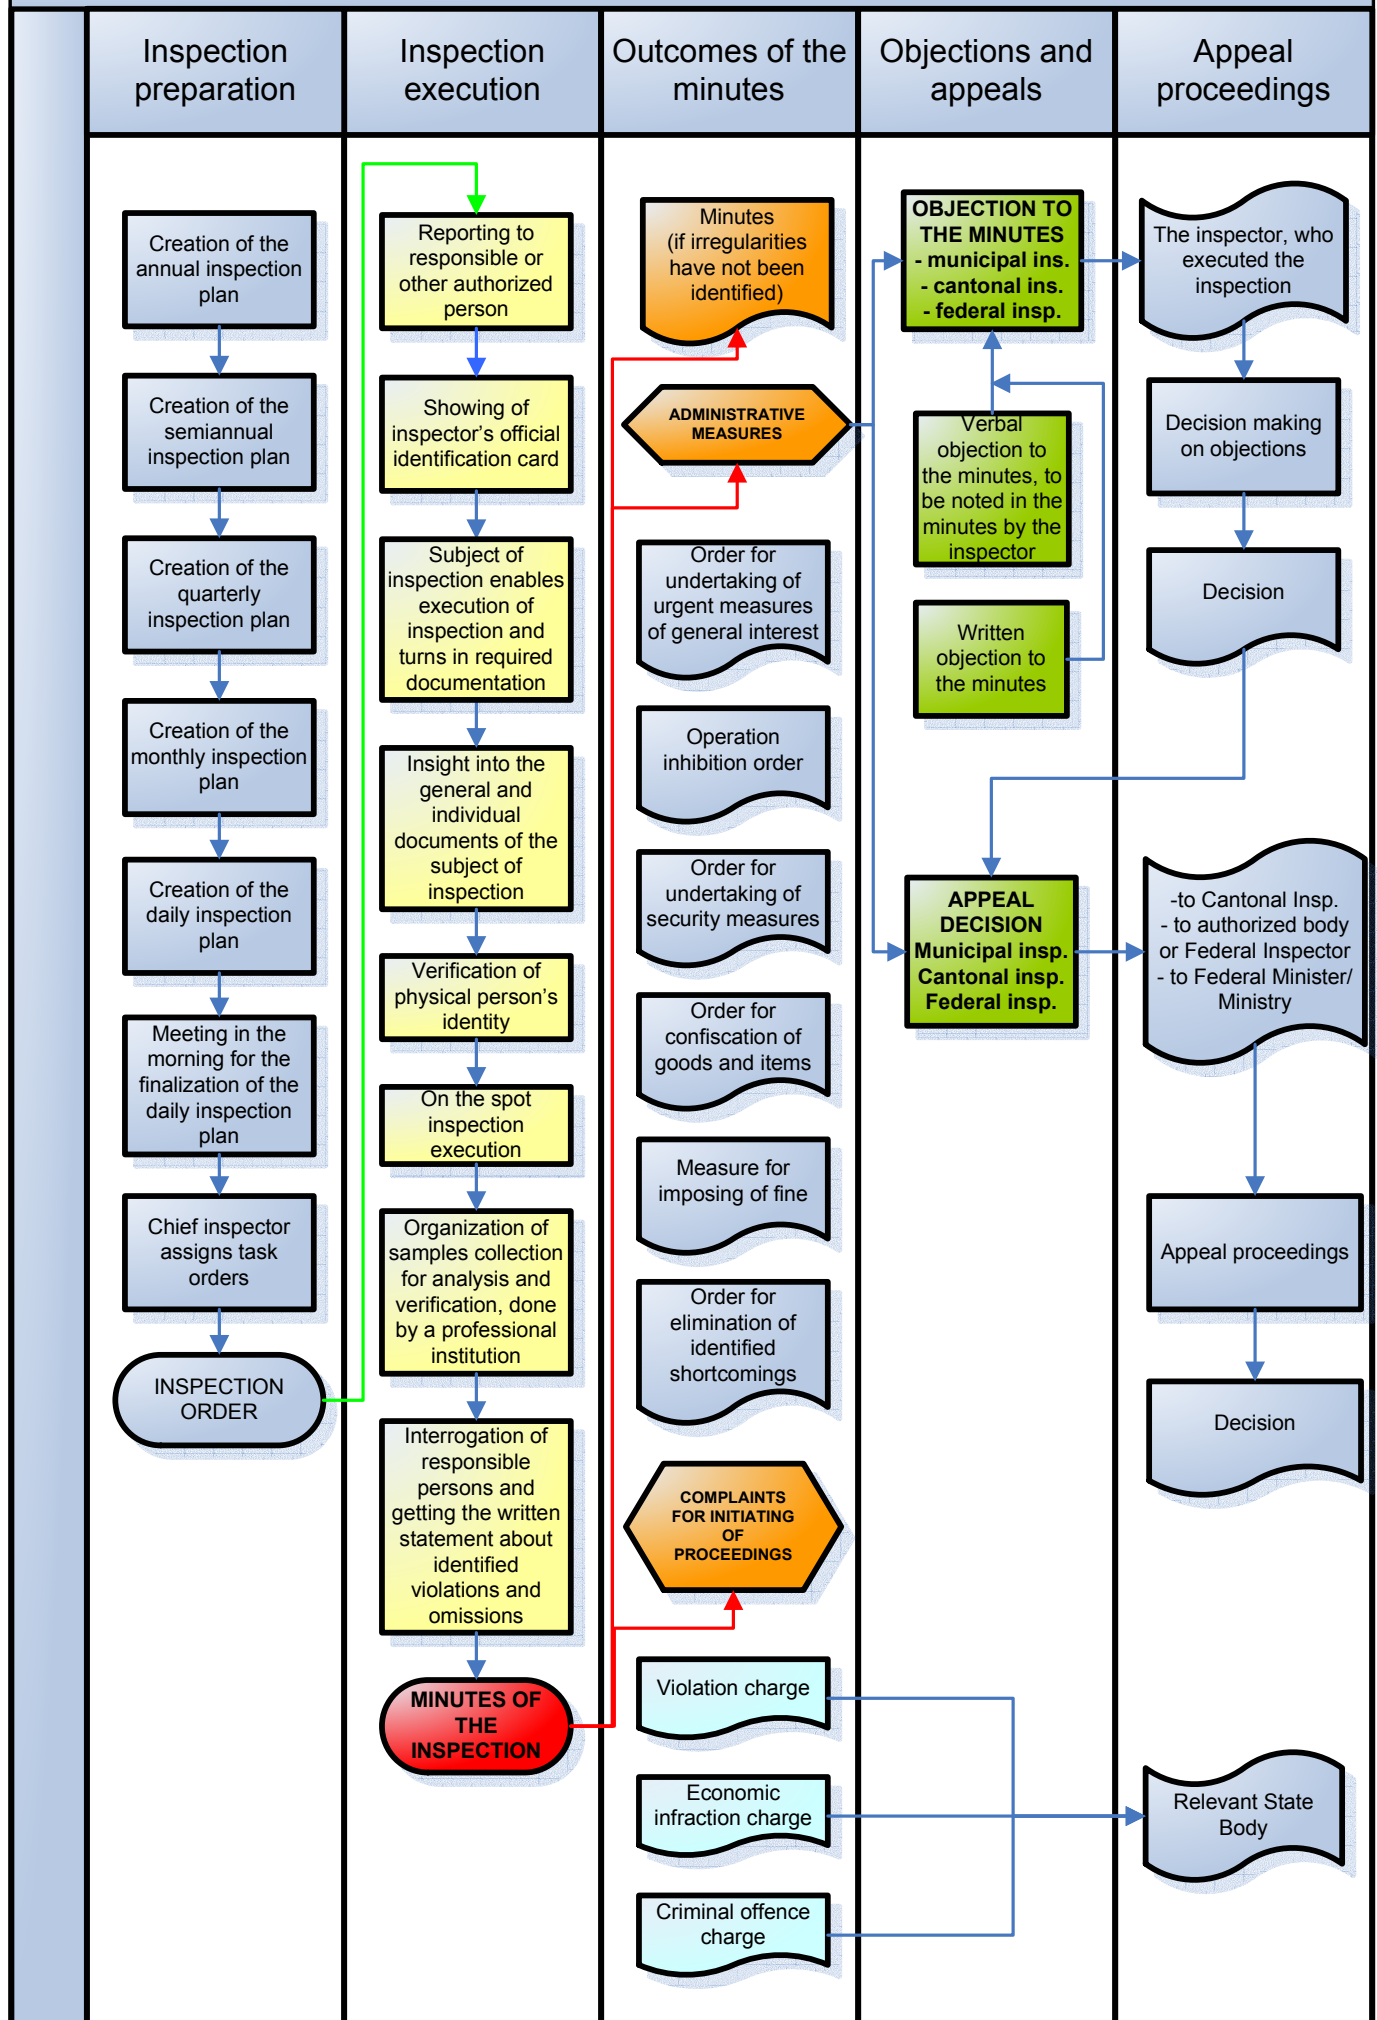 Inspection
preparation
Inspection
execution
Outcomes of the
minutes
Objections and
appeals
Appeal
proceedings
Creation of the
annual inspection
plan
Creation of the
semiannual
inspection plan
Creation of the
quarterly
inspection plan
Creation of the
monthly inspection
plan
Creation of the
daily inspection
plan
Meeting in the
morning for the
finalization of the
daily inspection
plan
Chief inspector
assigns task
orders
INSPECTION
ORDER
Reporting to
responsible or
other authorized
person
Showing of
inspector's official
identification card
Subject of
inspection enables
execution of
inspection and
turns in required
documentation
Insight into the
general and
individual
documents of the
subject of
inspection
Verification of
physical person's
identity
On the spot
inspection
execution
Organization of
samples collection
for analysis and
verification, done
by a professional
institution
Interrogation of
responsible
persons and
getting the written
statement about
identified
violations and
omissions
MINUTES OF
THE
INSPECTION
Minutes
(if irregularities
have not been
identified)
ADMINISTRATIVE
MEASURES
Order for
undertaking of
urgent measures
of general interest
Operation
inhibition order
Order for
undertaking of
security measures
Order for
confiscation of
goods and items
Measure for
imposing of fine
Order for
elimination of
identified
shortcomings
COMPLAINTS
FOR INITIATING
OF
PROCEEDINGS
Violation charge
Economic
infraction charge
Criminal offence
charge
OBJECTION TO
THE MINUTES
- municipal ins.
- cantonal ins.
- federal insp.
Verbal
objection to
the minutes, to
be noted in the
minutes by the
inspector
Written
objection to
the minutes
APPEAL
DECISION
Municipal insp.
Cantonal insp.
Federal insp.
The inspector, who
executed the
inspection
Decision making
on objections
Decision
-to Cantonal Insp.
- to authorized body
or Federal Inspector
- to Federal Minister/
Ministry
Appeal proceedings
Decision
Relevant State
Body